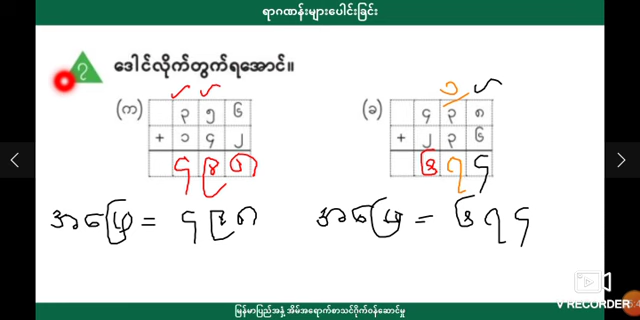 ရာဂဏန်းများပေါင်းခြင်း
၇ ဒေါင်လိုက်တွက်ရအောင်။
(က) ၃ ၅ ၆
+ ၁ ၄ ၂
၄ ၉ ၈
အဖြေ = ၄ ၉ ၈
(ခ) ၁
၄ ၃ ၈
+ ၂ ၃ ၆
၆ ၇ ၄
အဖြေ = ၆ ၇ ၄
V RECORDER
မြန်မာပြည်အနှံ့ အိမ်အရောက်စာသင်ဝိုက်ဝန်ဆောင်မှု